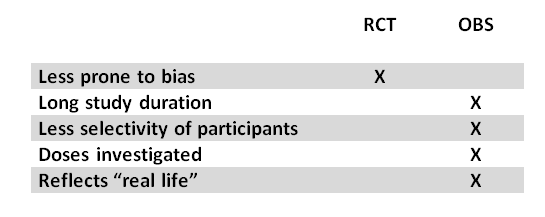 RCT OBS
Less prone to bias X
Long study duration X
Less selectivity of participants X
Doses investigated X
Reflects “real life” X